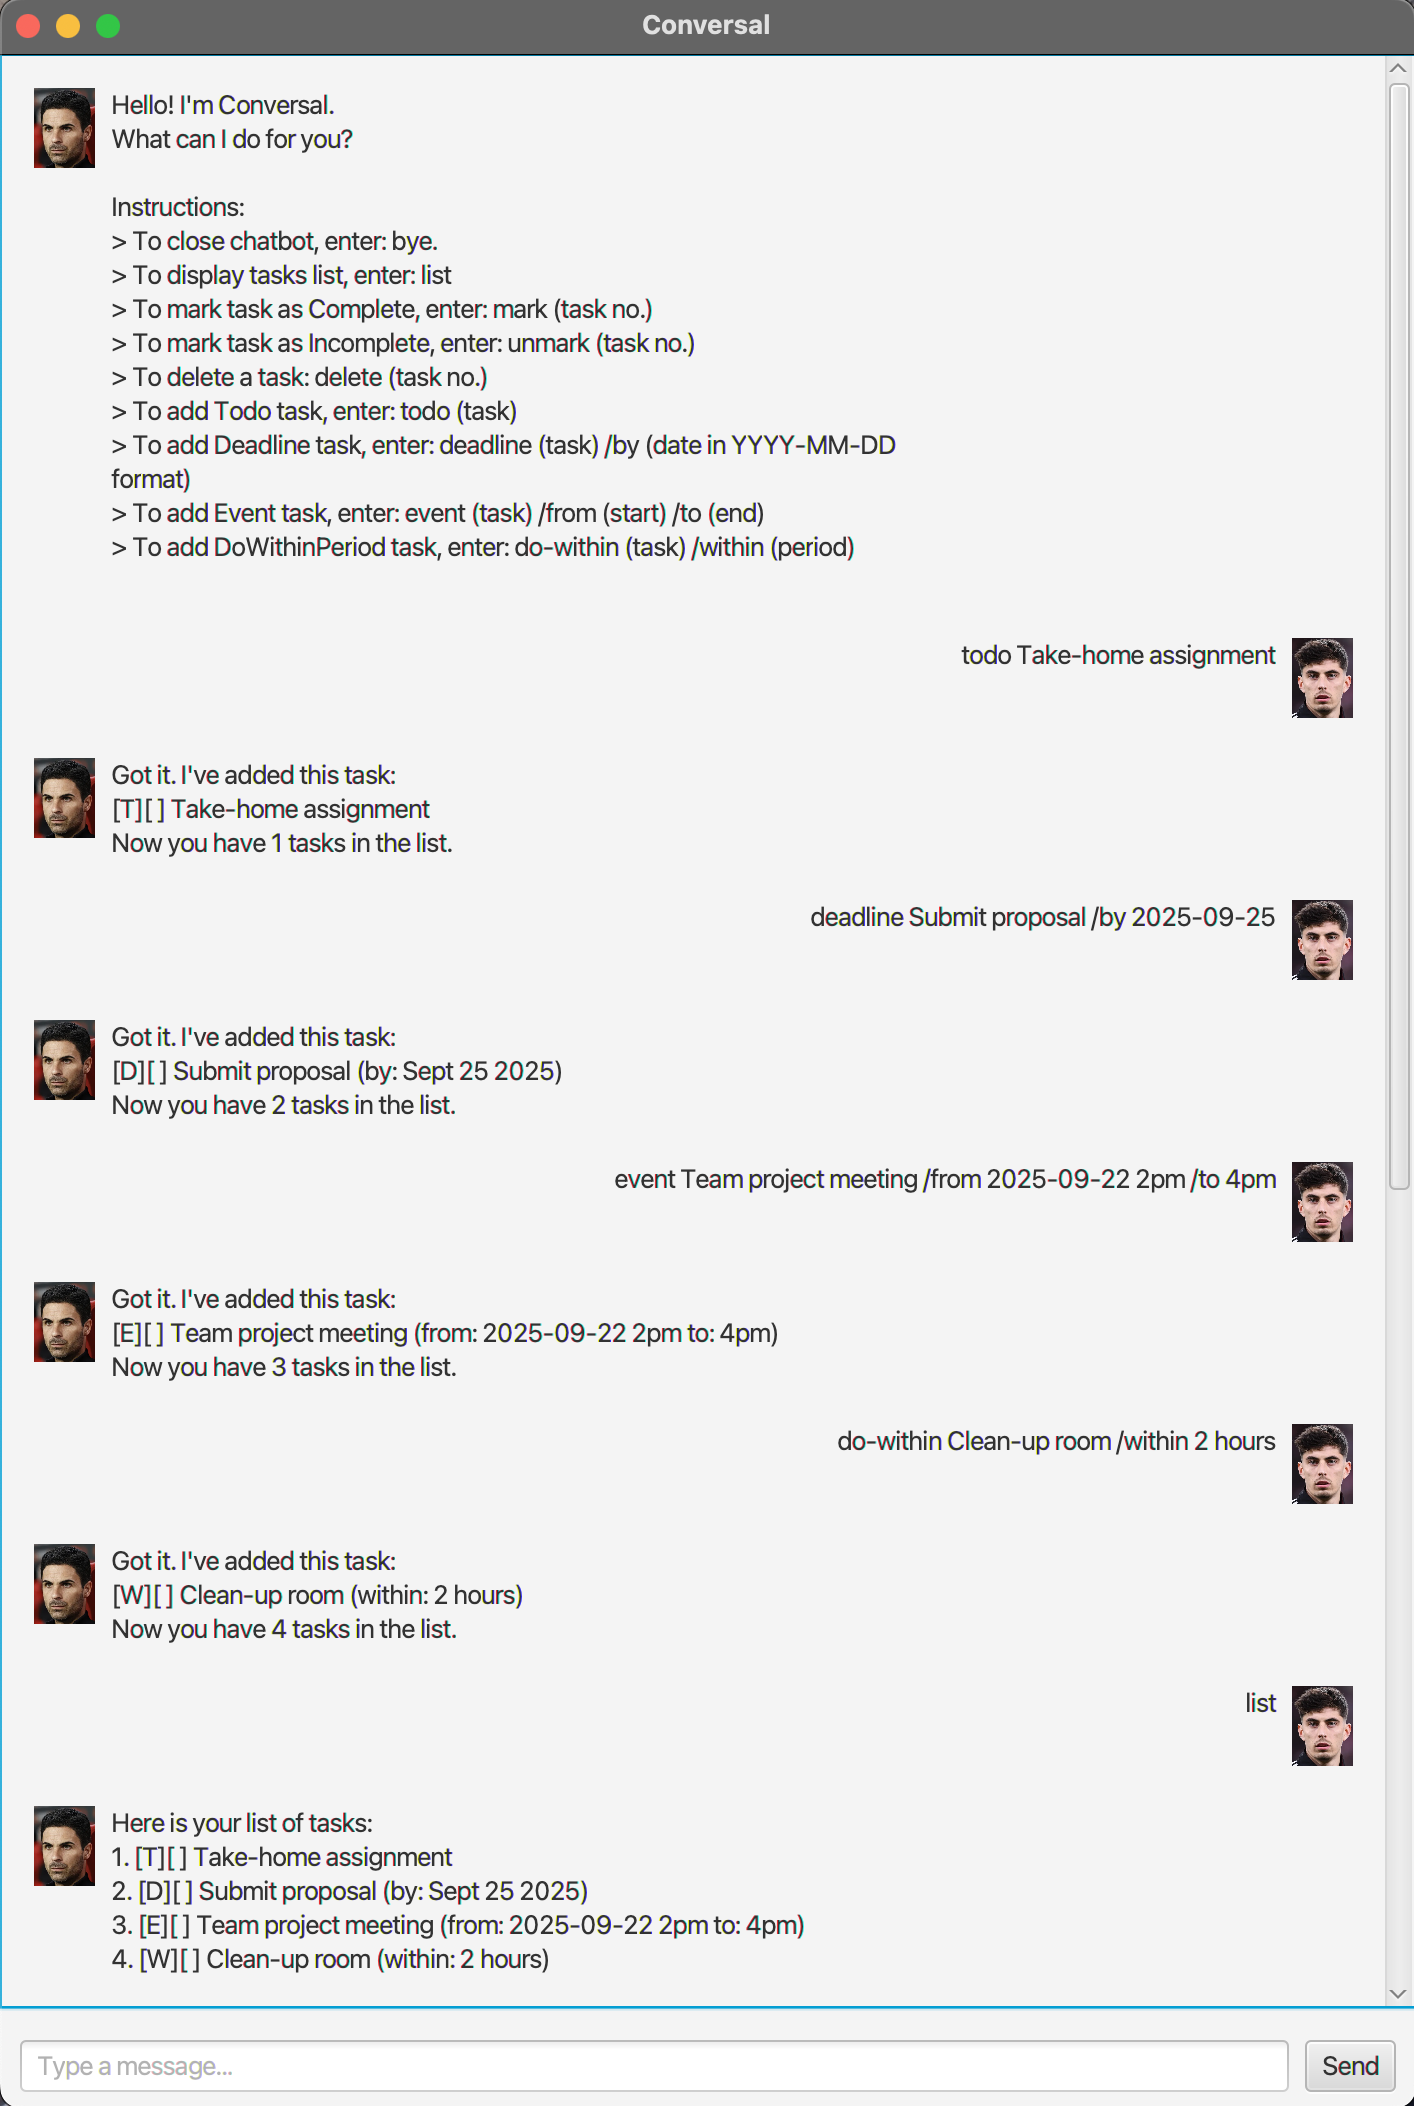 Conversal
Hello! I'm Conversal.
What can I do for you?
Instructions:
> To close chatbot, enter: bye.
> To display tasks list, enter: list
> To mark task as Complete, enter: mark (task no.)
> To mark task as Incomplete, enter: unmark (task no.)
> To delete a task: delete (task no.)
> To add Todo task, enter: todo (task)
> To add Deadline task, enter: deadline (task) /by (date in YYYY-MM-DD
format)
> To add Event task, enter: event (task) /from (start) /to (end)
> To add DoWithinPeriod task, enter: do-within (task) /within (period)
todo Take-home assignment
Got it. I've added this task:
[T][ ] Take-home assignment
Now you have 1 tasks in the list.
deadline Submit proposal /by 2025-09-25
Got it. I've added this task:
[D][ ] Submit proposal (by: Sept 25 2025)
Now you have 2 tasks in the list.
event Team project meeting /from 2025-09-22 2pm /to 4pm
Got it. I've added this task:
[E][ ] Team project meeting (from: 2025-09-22 2pm to: 4pm)
Now you have 3 tasks in the list.
do-within Clean-up room /within 2 hours
Got it. I've added this task:
[W][ ] Clean-up room (within: 2 hours)
Now you have 4 tasks in the list.
list
Here is your list of tasks:
1. [T][ ] Take-home assignment
2. [D][ ] Submit proposal (by: Sept 25 2025)
3. [E][ ] Team project meeting (from: 2025-09-22 2pm to: 4pm)
4. [W][ ] Clean-up room (within: 2 hours)
Type a message...
Send